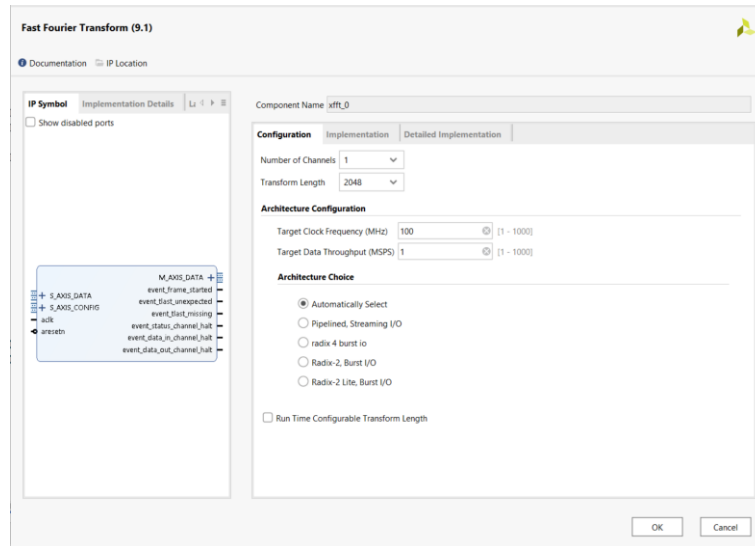 Fast Fourier Transform (9.1)
Documentation IP Location
IP Symbol Implementation Details
Show disabled ports
M_AXIS_DATA
event_frame_started
event_tlast_unexpected
event_tlast_missing
event_status_channel_halt
event_data_in_channel_halt
event_data_out_channel_halt
S_AXIS_DATA
S_AXIS_CONFIG
aclk
aresetn
Component Name xfft_0
Configuration Implementation Detailed Implementation
Number of Channels 1
Transform Length 2048
Architecture Configuration
Target Clock Frequency (MHz) 100 [1 - 1000]
Target Data Throughput (MSPS) 1 [1 - 1000]
Architecture Choice
Automatically Select
Pipelined, Streaming I/O
radix 4 burst io
Radix-2, Burst I/O
Radix-2 Lite, Burst I/O
Run Time Configurable Transform Length
OK Cancel